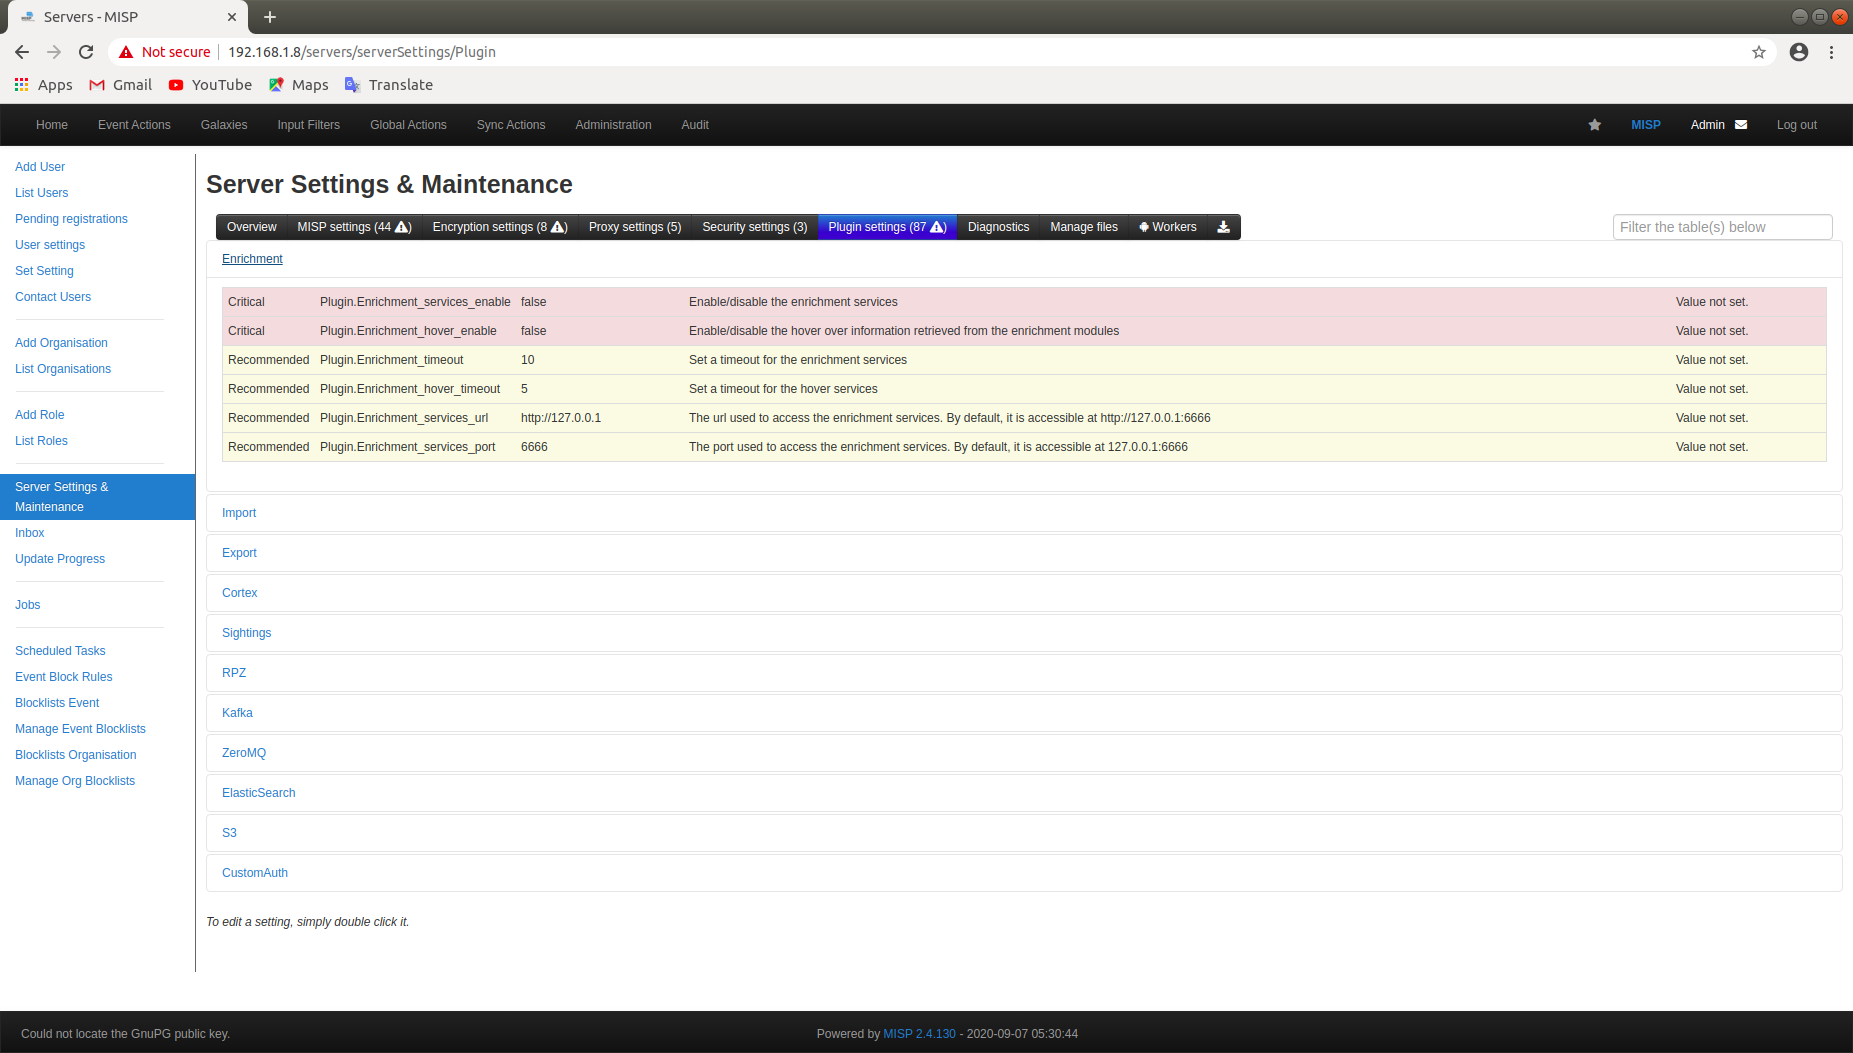 Servers - MISP
Not secure 192.168.1.8/servers/serverSettings/Plugin
Apps Gmail YouTube Maps Translate
Home Event Actions Galaxies Input Filters Global Actions Sync Actions Administration Audit MISP Admin Log out
Add User
List Users
Pending registrations
User settings
Set Setting
Contact Users
Add Organisation
List Organisations
Add Role
List Roles
Server Settings &
Maintenance
Inbox
Update Progress
Jobs
Scheduled Tasks
Event Block Rules
Blocklists Event
Manage Event Blocklists
Blocklists Organisation
Manage Org Blocklists
Server Settings & Maintenance
Overview MISP settings (44 ) Encryption settings (8 ) Proxy settings (5) Security settings (3) Plugin settings (87 ) Diagnostics Manage files Workers Filter the table(s) below
Enrichment
Critical Plugin.Enrichment_services_enable false Enable/disable the enrichment services Value not set.
Critical Plugin.Enrichment_hover_enable false Enable/disable the hover over information retrieved from the enrichment modules Value not set.
Recommended Plugin.Enrichment_timeout 10 Set a timeout for the enrichment services Value not set.
Recommended Plugin.Enrichment_hover_timeout 5 Set a timeout for the hover services Value not set.
Recommended Plugin.Enrichment_services_url http://127.0.0.1 The url used to access the enrichment services. By default, it is accessible at http://127.0.0.1:6666 Value not set.
Recommended Plugin.Enrichment_services_port 6666 The port used to access the enrichment services. By default, it is accessible at 127.0.0.1:6666 Value not set.
Import
Export
Cortex
Sightings
RPZ
Kafka
ZeroMQ
ElasticSearch
S3
CustomAuth
To edit a setting, simply double click it.
Could not locate the GnuPG public key. Powered by MISP 2.4.130 - 2020-09-07 05:30:44